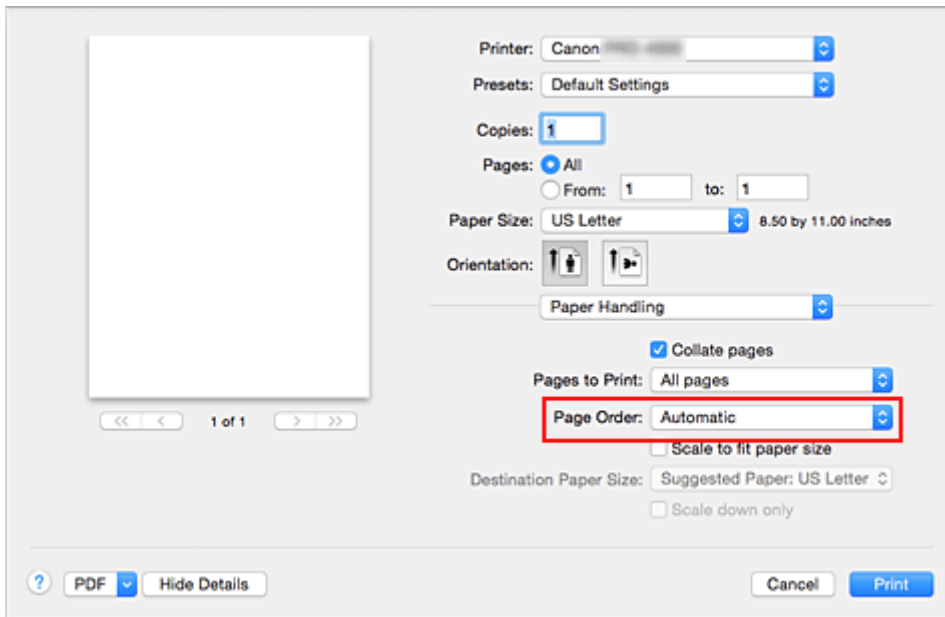 Printer: Canon
Presets: Default Settings
Copies: 1
Pages: All
From: 1 to: 1
Paper Size: US Letter 8.50 by 11.00 inches
Orientation:
Paper Handling
Collate pages
Pages to Print: All pages
<< < 1 of 1 > >>
Page Order: Automatic
Scale to fit paper size
Destination Paper Size: Suggested Paper: US Letter
Scale down only
? PDF Hide Details Cancel Print